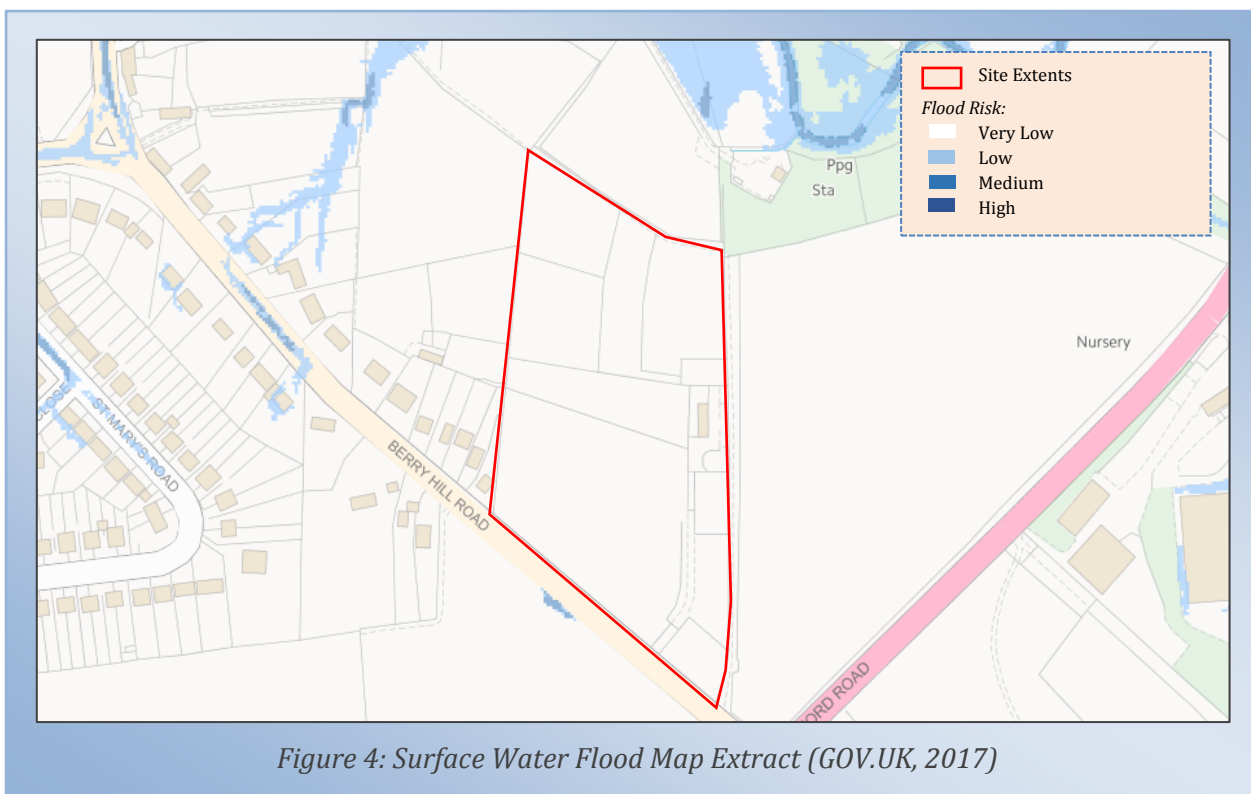 Site Extents
Flood Risk:
Very Low
Low
Medium
High
Ppg
Sta
Nursery
BERRY HILL ROAD
ST MARY'S ROAD
CLOSE
ORD ROAD
Figure 4: Surface Water Flood Map Extract (GOV.UK, 2017)